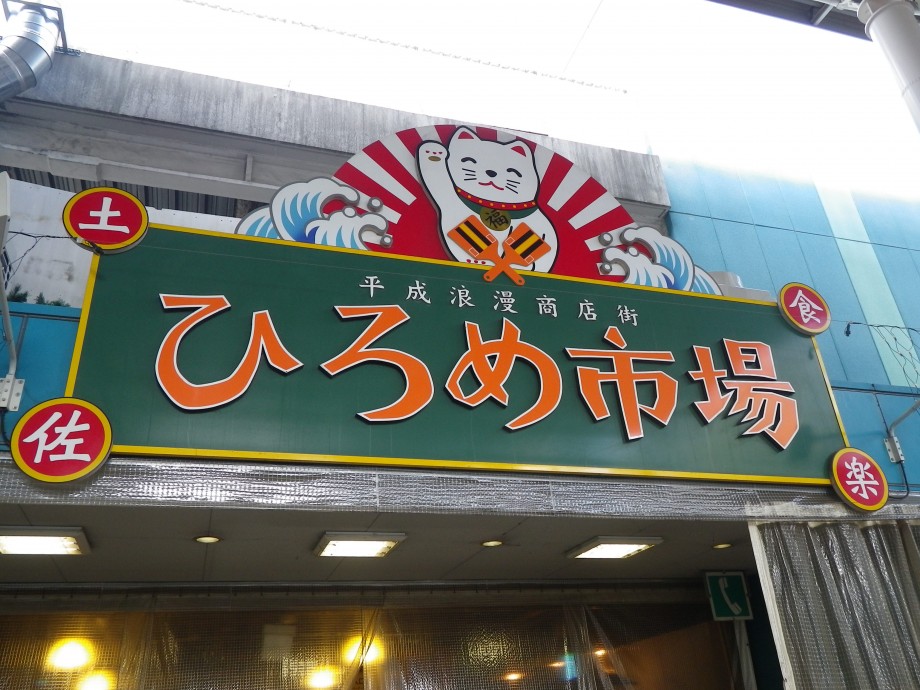 福
平成浪漫商店街
ひろめ市場
土佐
食楽